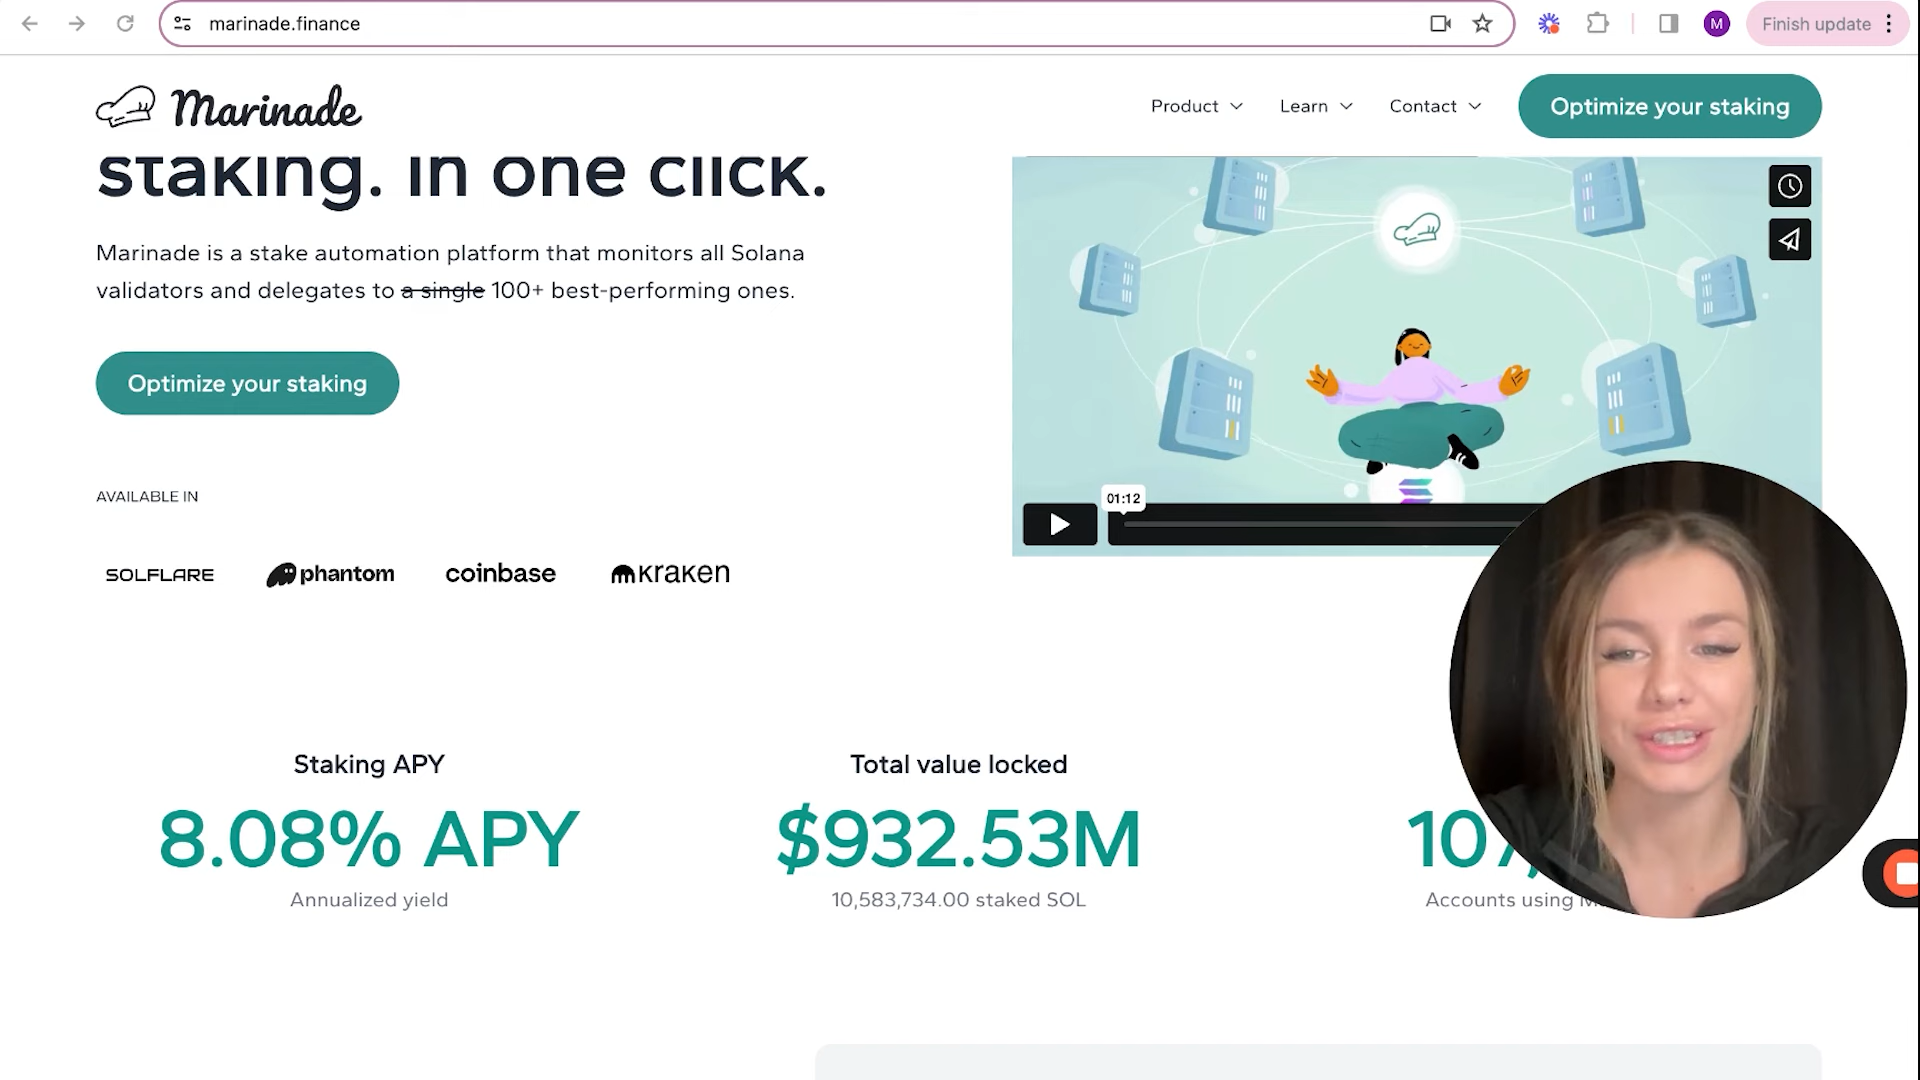 marinade.finance
M
Finish update
Marinade
Product
Learn
Contact
Optimize your staking
staking. In one click.
Marinade is a stake automation platform that monitors all Solana
validators and delegates to a single 100+ best-performing ones.
Optimize your staking
01:12
AVAILABLE IN
SOLFLARE
phantom
coinbase
kraken
Staking APY
Total value locked
8.08% APY
$932.53M
107,
Annualized yield
10,583,734.00 staked SOL
Accounts using